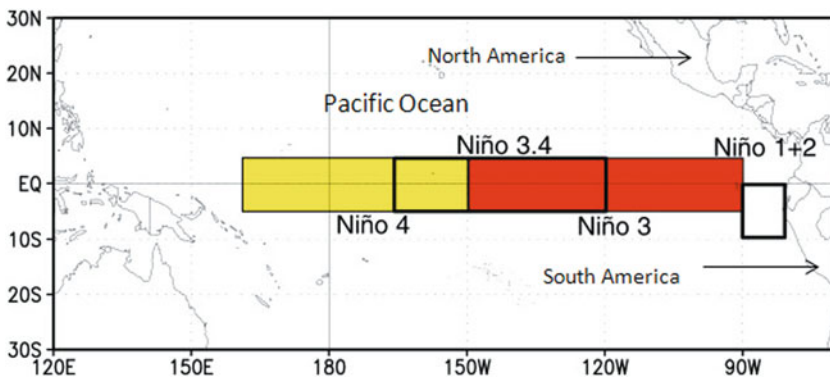 30N
North America
20N
Pacific Ocean
10N
Niño 3.4
Niño 1+2
EQ
Niño 4
Niño 3
10S
South America
20S
30S
120E
150E
180
150W
120W
90W